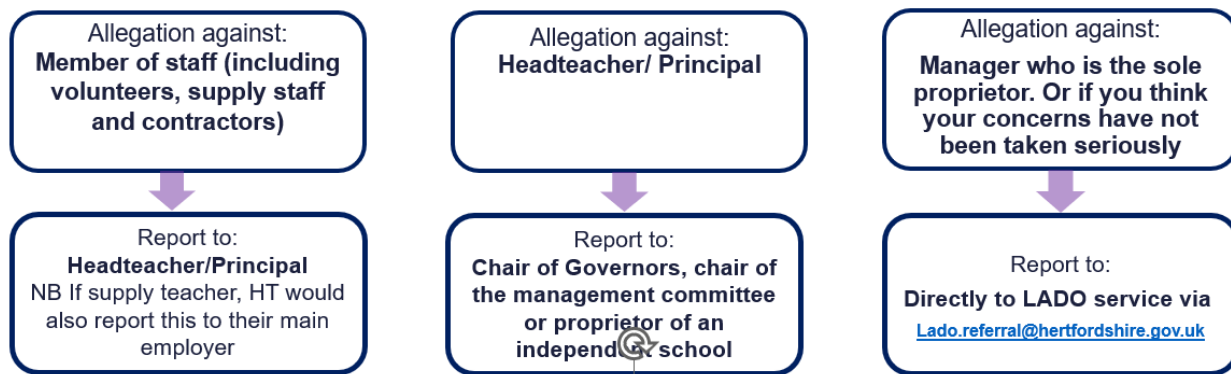 Allegation against:
Member of staff (including
volunteers, supply staff
and contractors)
Report to:
Headteacher/Principal
NB If supply teacher, HT would
also report this to their main
employer
Allegation against:
Headteacher/ Principal
Report to:
Chair of Governors, chair of
the management committee
or proprietor of an
independent school
Allegation against:
Manager who is the sole
proprietor. Or if you think
your concerns have not
been taken seriously
Report to:
Directly to LADO service via
Lado.referral@hertfordshire.gov.uk